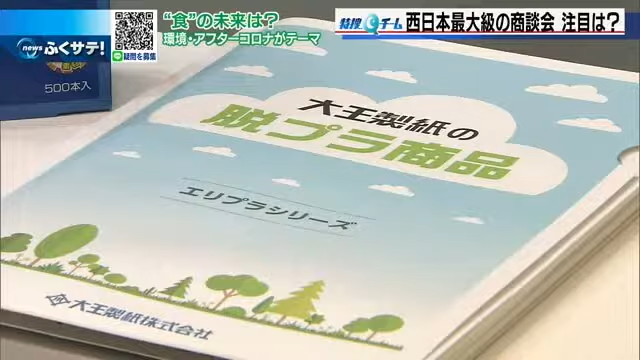 news ふくサテ!
疑問を募集
“食”の未来は?
環境・アフターコロナがテーマ
特捜eチーム 西日本最大級の商談会 注目は?
500本入
大王製紙の
脱プラ商品
エリプラシリーズ
大王製紙株式会社